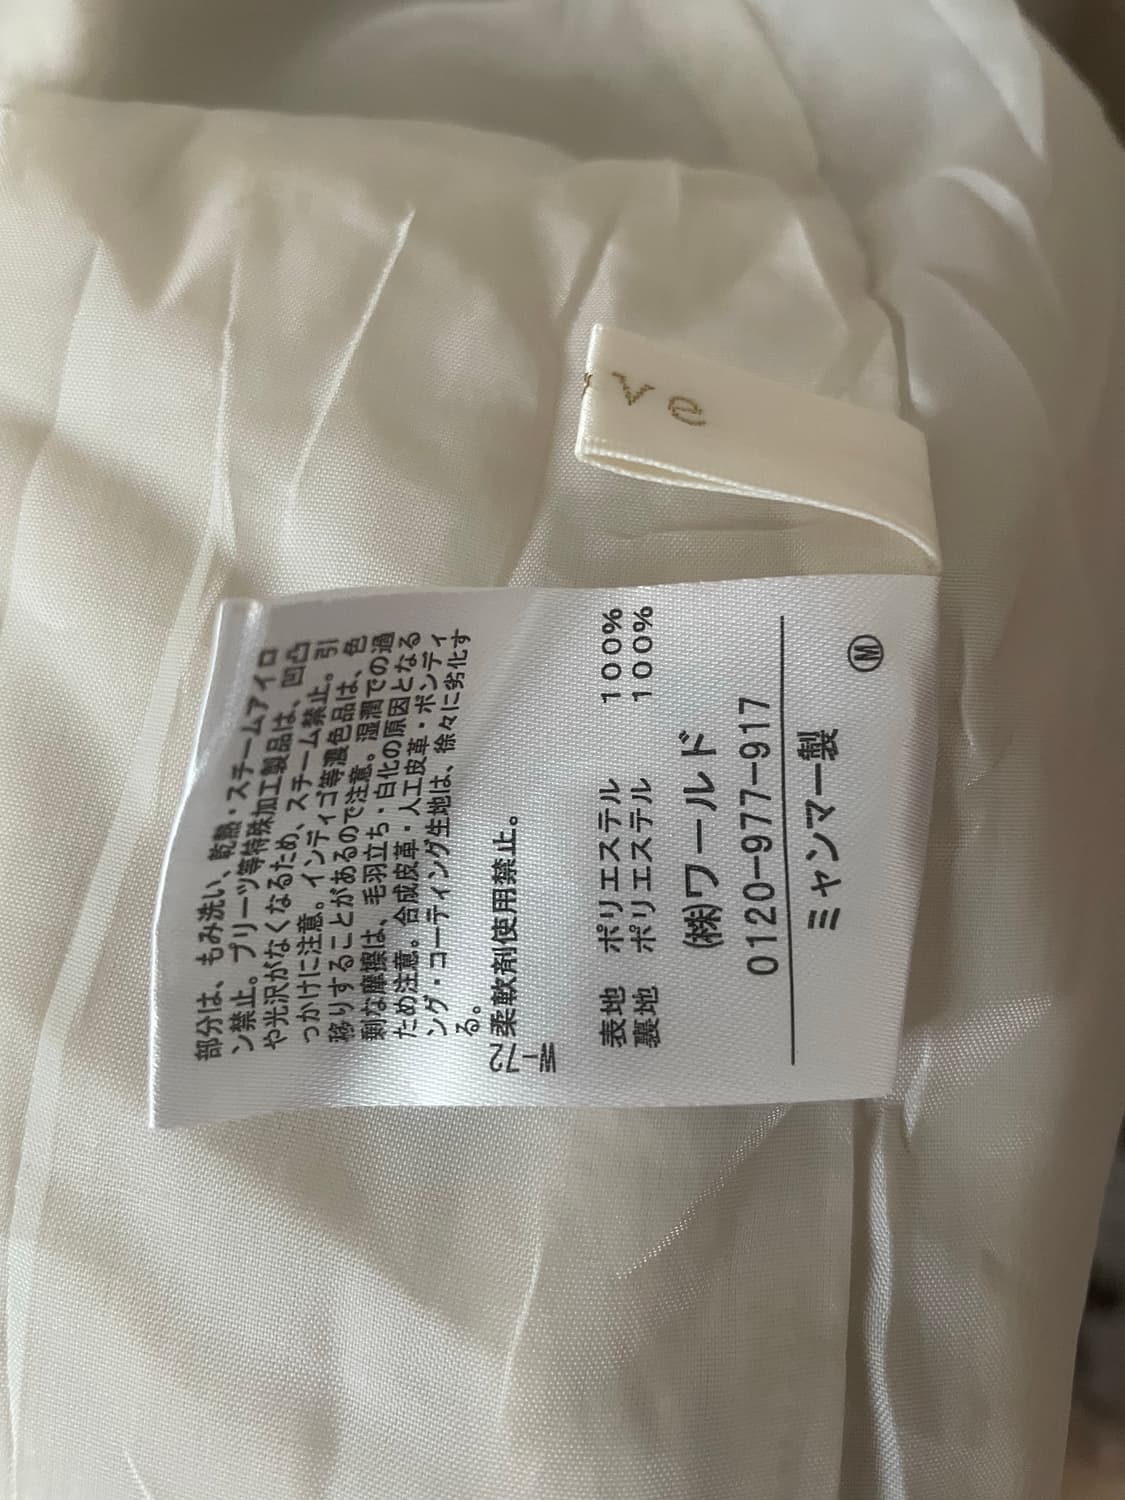 ve
部分は、もみ洗い、乾熱・スチームアイロ
ン禁止。プリーツ等特殊加工製品は、凹凸
や光沢がなくなるため、スチーム禁止。引
っかけに注意。インディゴ等濃色品は、色
移りすることがあるので注意。湿潤での過
剰な摩擦は、毛羽立ち・白化の原因となる
ため注意。合成皮革・人工皮革・ボンディ
ング・コーティング生地は、徐々に劣化す
る。
柔軟剤使用禁止。
W-72
表地 ポリエステル 100%
裏地 ポリエステル 100%
㈱ワールド
0120-977-917
ミャンマー製
Ⓜ